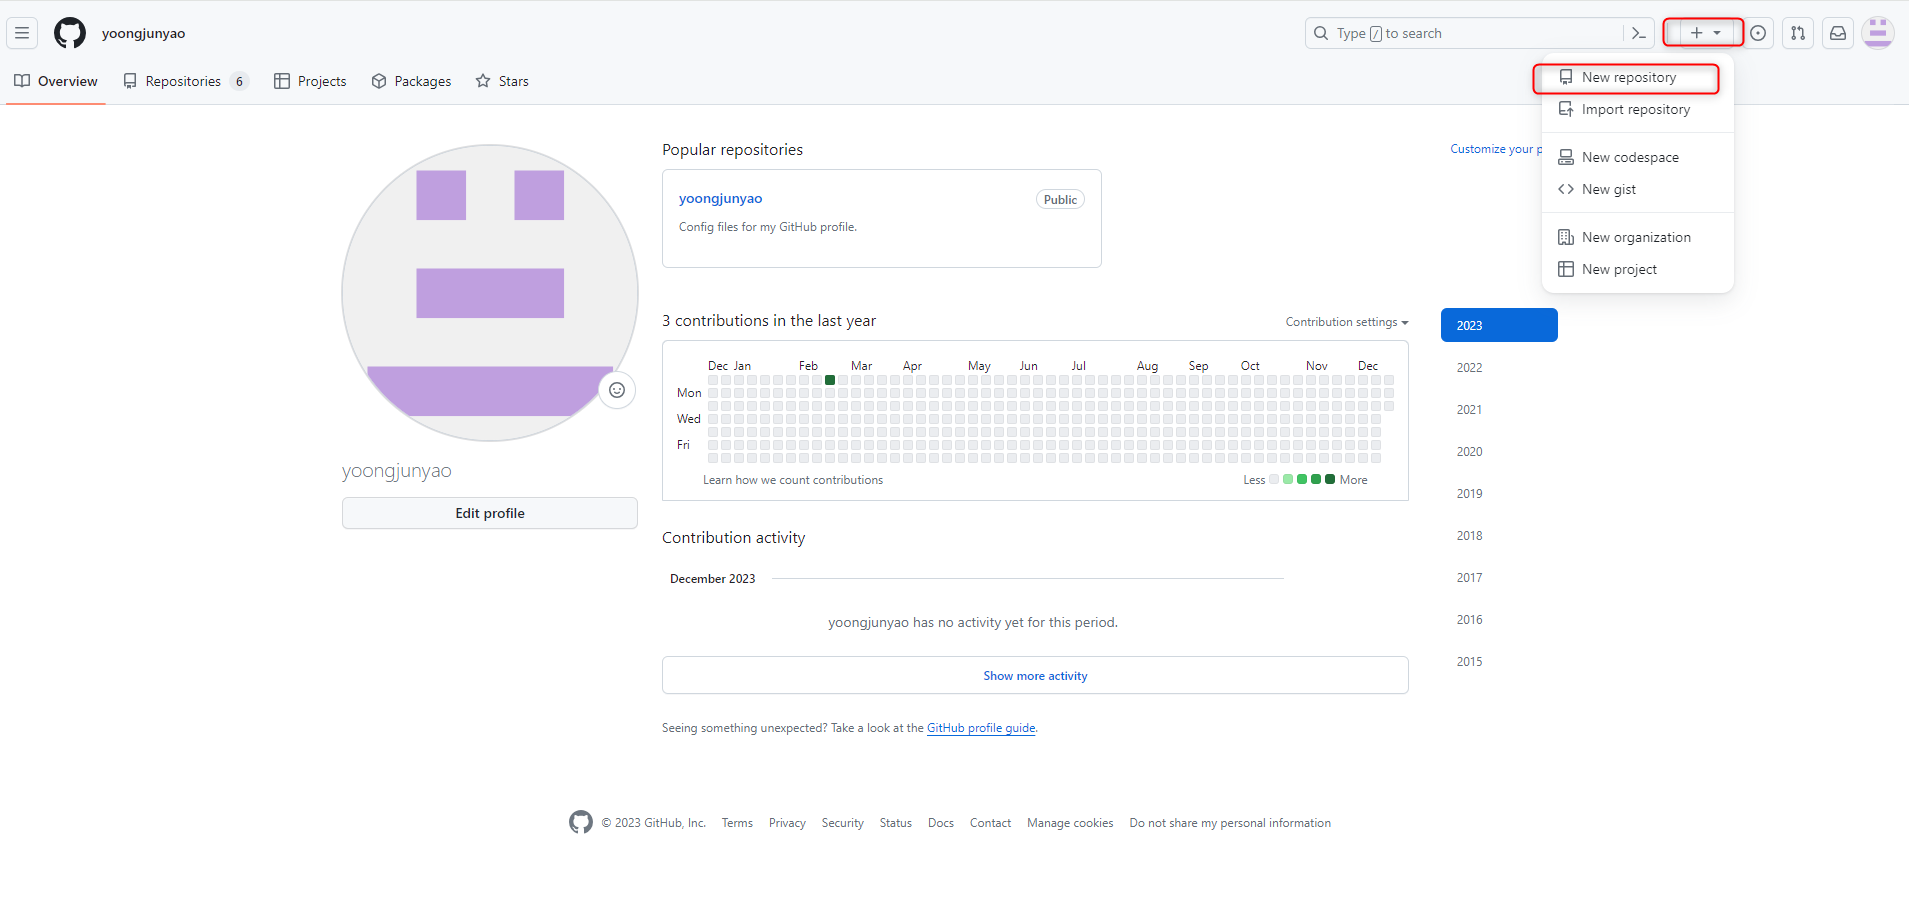 yoongjunyao
Type / to search
Overview
Repositories 6
Projects
Packages
Stars
New repository
Import repository
New codespace
New gist
New organization
New project
Popular repositories
Customize your p
yoongjunyao
Public
Config files for my GitHub profile.
3 contributions in the last year
Contribution settings
Dec Jan Feb Mar Apr May Jun Jul Aug Sep Oct Nov Dec
Mon
Wed
Fri
Learn how we count contributions
Less More
2023
2022
2021
2020
2019
2018
2017
2016
2015
yoongjunyao
Edit profile
Contribution activity
December 2023
yoongjunyao has no activity yet for this period.
Show more activity
Seeing something unexpected? Take a look at the GitHub profile guide.
© 2023 GitHub, Inc. Terms Privacy Security Status Docs Contact Manage cookies Do not share my personal information